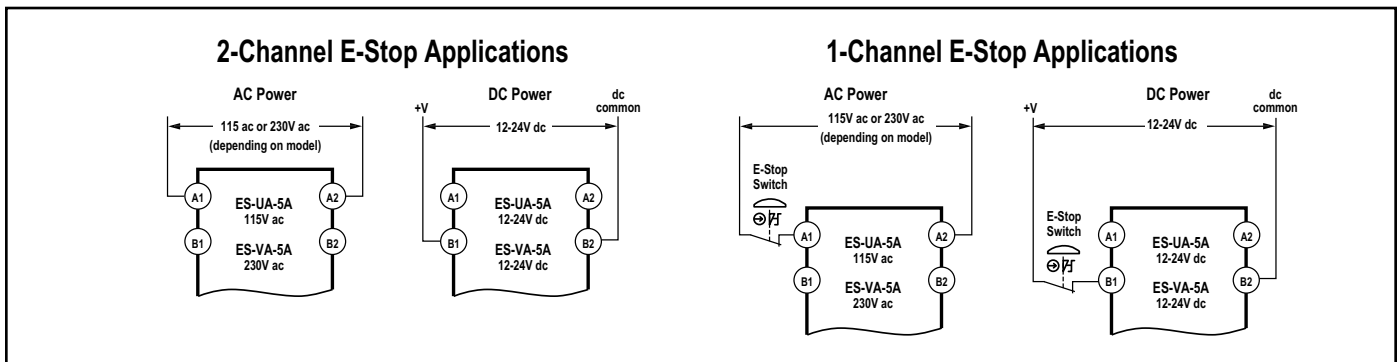 2-Channel E-Stop Applications
AC Power
115 ac or 230V ac
(depending on model)
A1
A2
ES-UA-5A
115V ac
B1
B2
ES-VA-5A
230V ac
DC Power
+V
dc
common
12-24V dc
A1
A2
ES-UA-5A
12-24V dc
B1
B2
ES-VA-5A
12-24V dc
1-Channel E-Stop Applications
AC Power
115V ac or 230V ac
(depending on model)
E-Stop
Switch
A1
A2
ES-UA-5A
115V ac
B1
B2
ES-VA-5A
230V ac
DC Power
+V
dc
common
12-24V dc
E-Stop
Switch
A1
A2
ES-UA-5A
12-24V dc
B1
B2
ES-VA-5A
12-24V dc